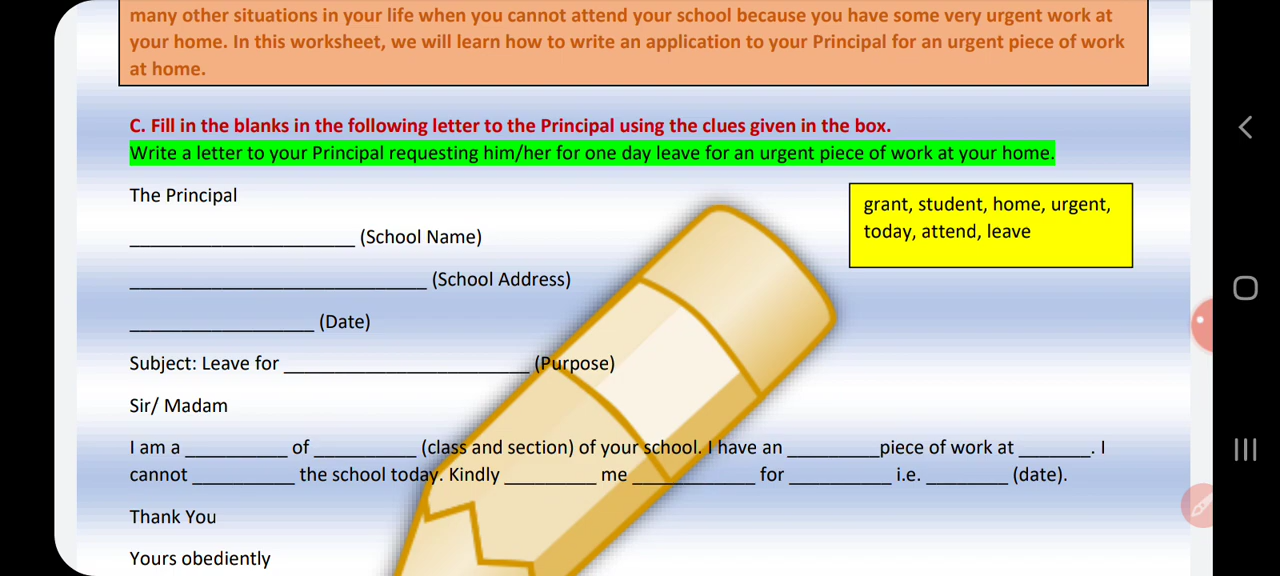 many other situations in your life when you cannot attend your school because you have some very urgent work at
your home. In this worksheet, we will learn how to write an application to your Principal for an urgent piece of work
at home.
C. Fill in the blanks in the following letter to the Principal using the clues given in the box.
Write a letter to your Principal requesting him/her for one day leave for an urgent piece of work at your home.
The Principal
grant, student, home, urgent,
today, attend, leave
______________________ (School Name)
_____________________________ (School Address)
__________________ (Date)
Subject: Leave for ________________________ (Purpose)
Sir/ Madam
I am a __________ of __________ (class and section) of your school. I have an _________piece of work at _______. I
cannot __________ the school today. Kindly _________ me ____________ for __________ i.e. ________ (date).
Thank You
Yours obediently